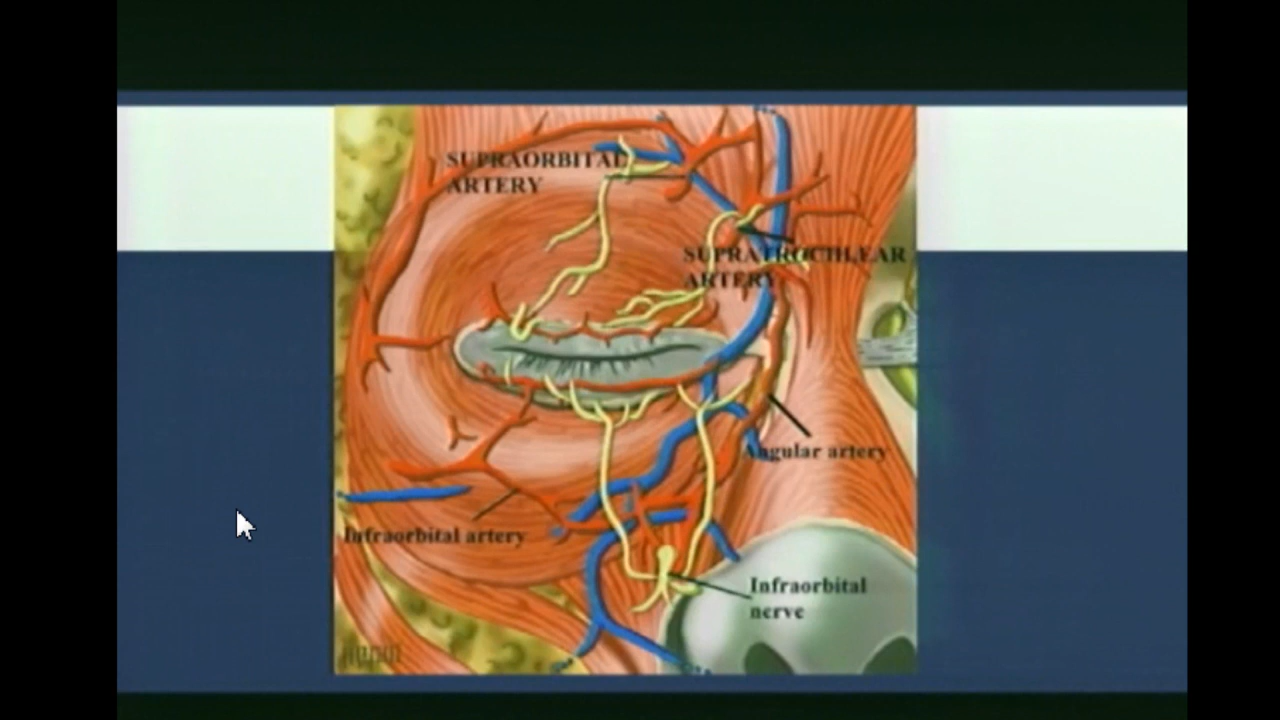 SUPRAORBITAL
ARTERY
SUPRATROCHLEAR
ARTERY
Angular artery
Infraorbital artery
Infraorbital
nerve